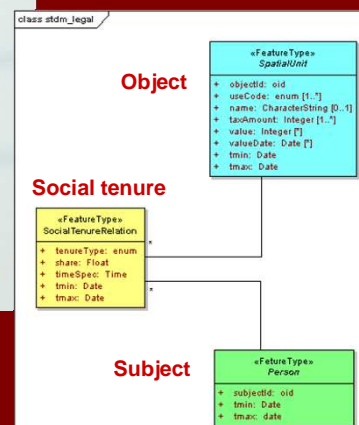 class stdm_legal
«FeatureType»
SpatialUnit
+ objectId: oid
+ useCode: enum [1..*]
+ name: CharacterString [0..1]
+ taxAmount: Integer [1..*]
+ value: Integer [*]
+ valueDate: Date [*]
+ tmin: Date
+ tmax: Date
Object
Social tenure
«FeatureType»
SocialTenureRelation
+ tenureType: enum
+ share: Float
+ timeSpec: Time
+ tmin: Date
+ tmax: Date
*
*
Subject
«FetureType»
Person
+ subjectId: oid
+ tmin: Date
+ tmax: date